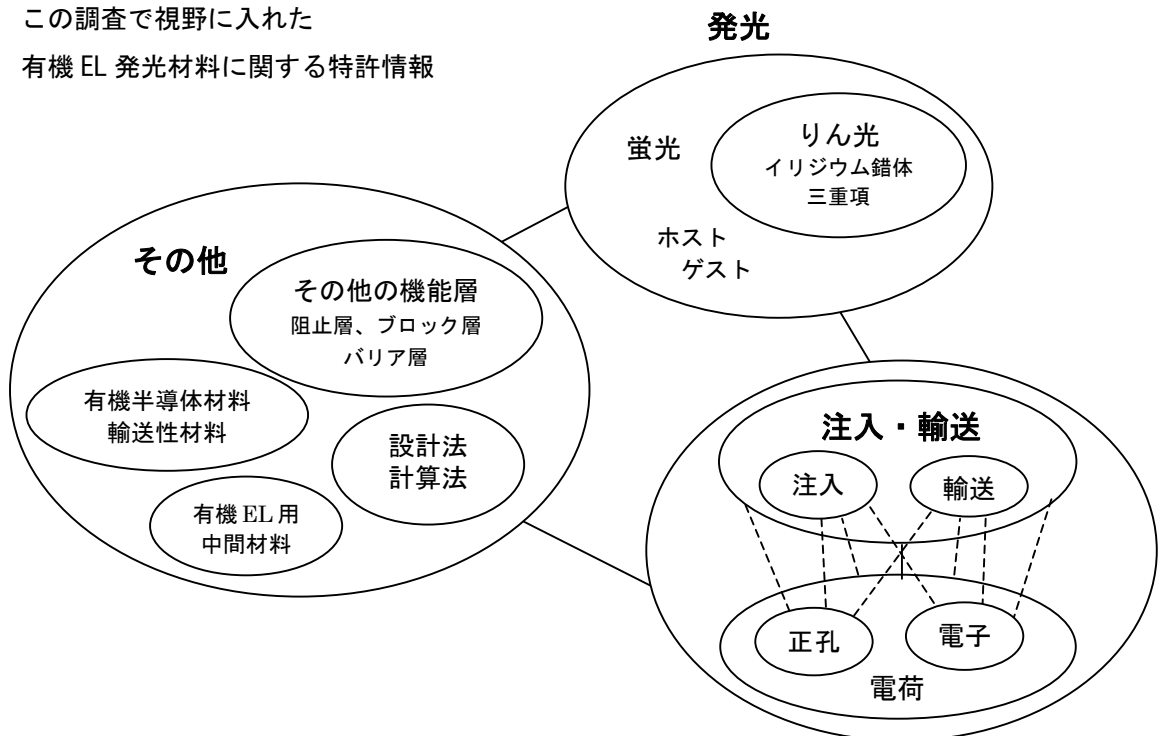 この調査で視野に入れた
有機 EL 発光材料に関する特許情報
発光
蛍光
りん光
イリジウム錯体
三重項
ホスト
ゲスト
その他
その他の機能層
阻止層、ブロック層
バリア層
有機半導体材料
輸送性材料
設計法
計算法
有機 EL 用
中間材料
注入・輸送
注入
輸送
正孔
電子
電荷